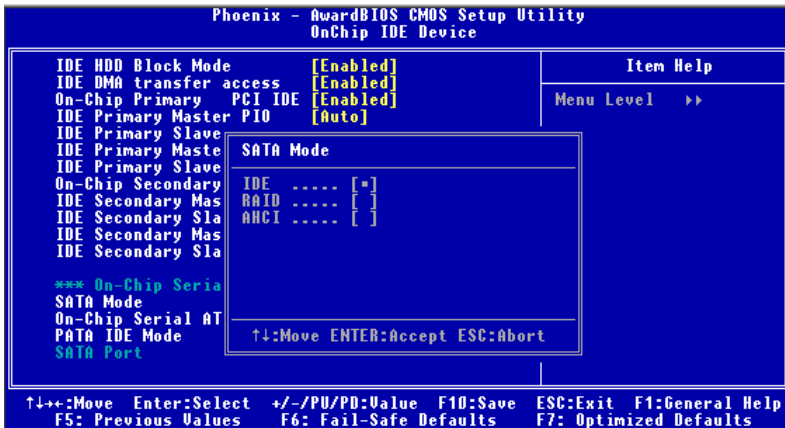 Phoenix - AwardBIOS CMOS Setup Utility
OnChip IDE Device
IDE HDD Block Mode [Enabled]
IDE DMA transfer access [Enabled]
On-Chip Primary PCI IDE [Enabled]
IDE Primary Master PIO [Auto]
IDE Primary Slave
IDE Primary Maste
IDE Primary Slave
On-Chip Secondary
IDE Secondary Mas
IDE Secondary Sla
IDE Secondary Mas
IDE Secondary Sla
*** On-Chip Seria
SATA Mode
On-Chip Serial AT
PATA IDE Mode
SATA Port
Item Help
Menu Level ▸▸
SATA Mode
IDE ..... [▪]
RAID ..... [ ]
AHCI ..... [ ]
↑↓:Move ENTER:Accept ESC:Abort
↑↓→←:Move Enter:Select +/-/PU/PD:Value F10:Save ESC:Exit F1:General Help
F5: Previous Values F6: Fail-Safe Defaults F7: Optimized Defaults